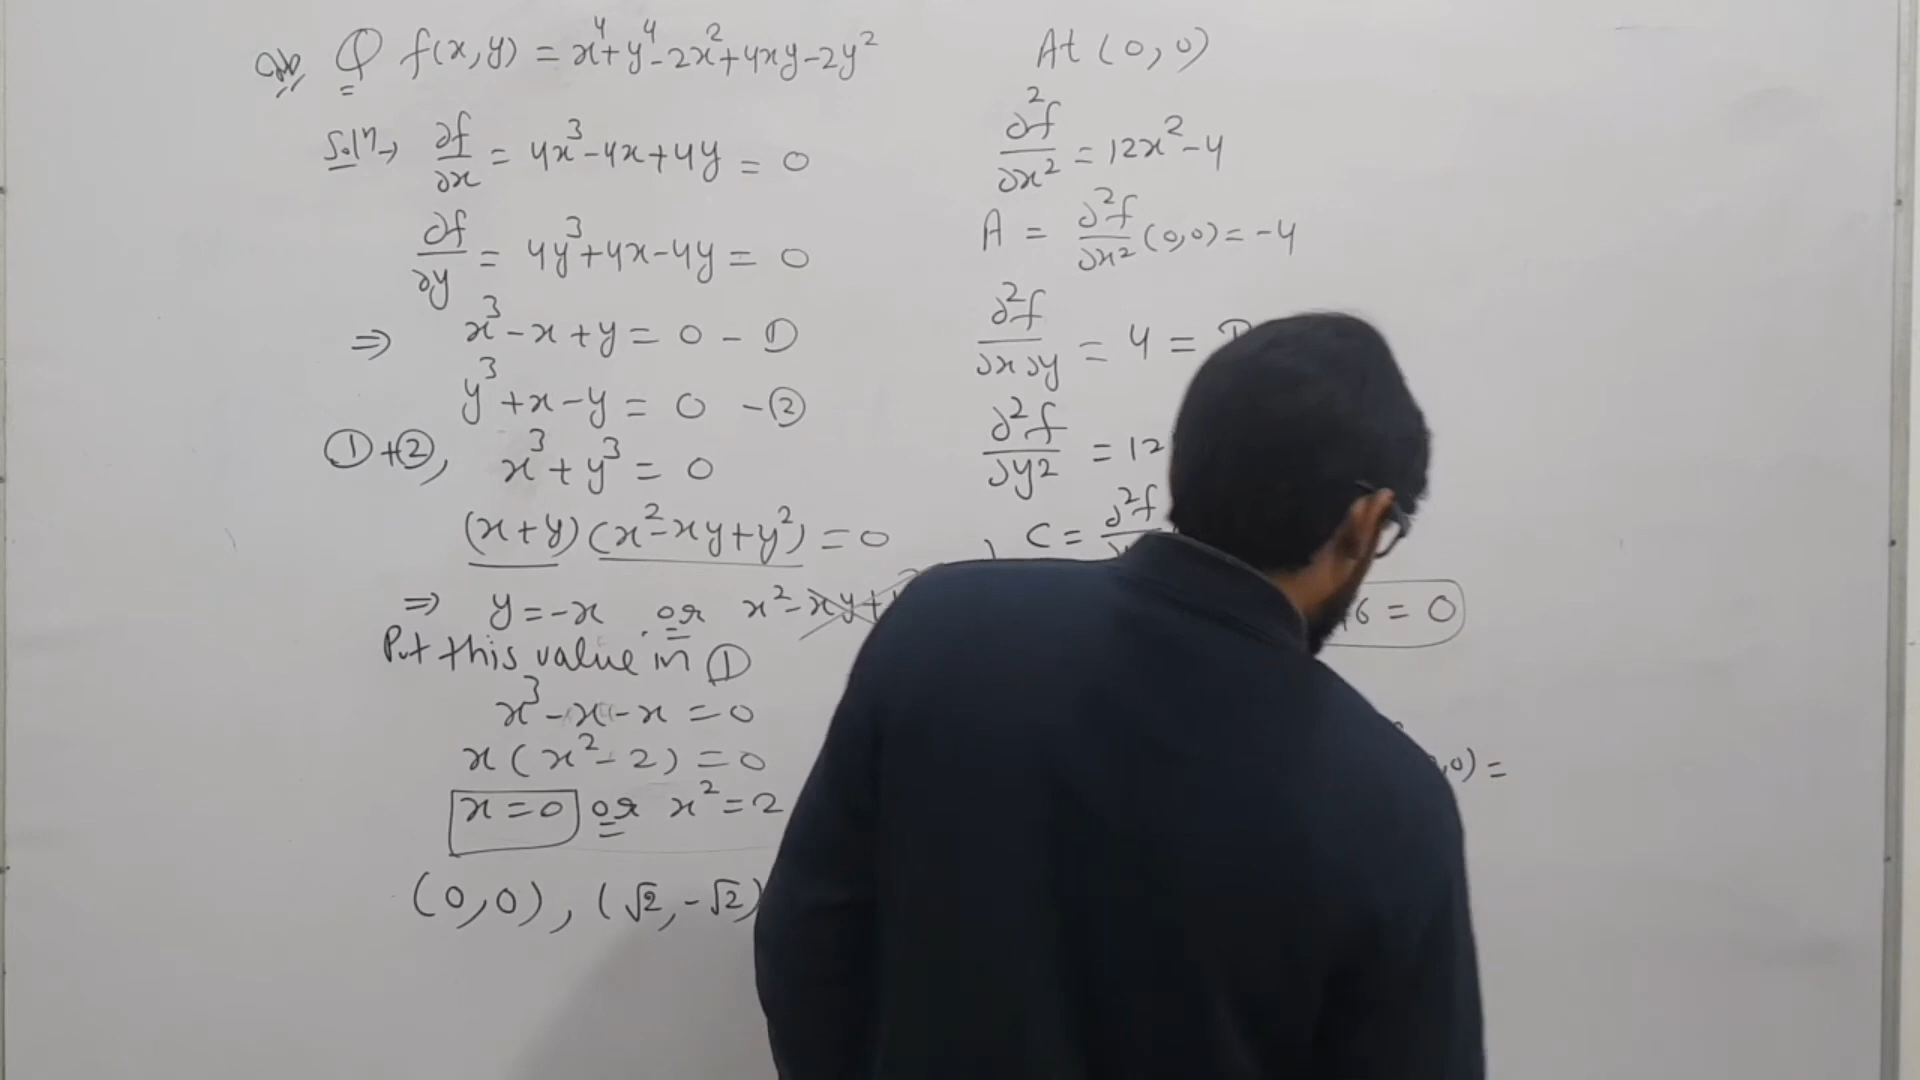 Q f(x,y) = x⁴+y⁴-2x²+4xy-2y²
Solⁿ→ ∂f/∂x = 4x³-4x+4y = 0
∂f/∂y = 4y³+4x-4y = 0
⇒ x³-x+y = 0 - ①
y³+x-y = 0 - ②
①+②, x³+y³ = 0
(x+y)(x²-xy+y²) = 0
⇒ y=-x or x²-xy+
Put this value in ①
x³-x-x = 0
x(x²-2) = 0
x=0 or x²=2
(0,0), (√2,-√2)
At (0,0)
∂²f/∂x² = 12x²-4
A = ∂²f/∂x² (0,0) = -4
∂²f/∂x∂y = 4 =
∂²f/∂y² = 12
C = ∂²f
6 = 0
,0) =